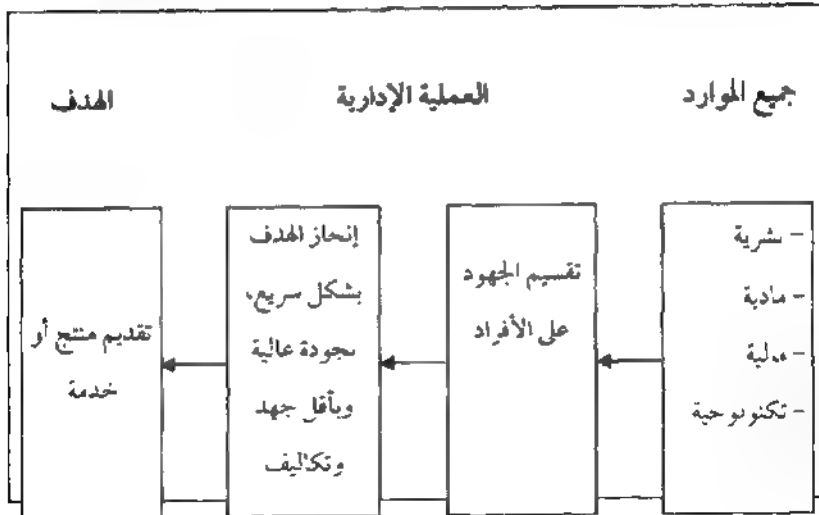 جميع الموارد
العملية الإدارية
الهدف
- بشرية
- مادية
- مالية
- تكنولوجية
تقسيم الجهود
على الأفراد
إنجاز الهدف
بشكل سريع،
بجودة عالية
وبأقل جهد
وتكاليف
تقديم منتج أو
خدمة